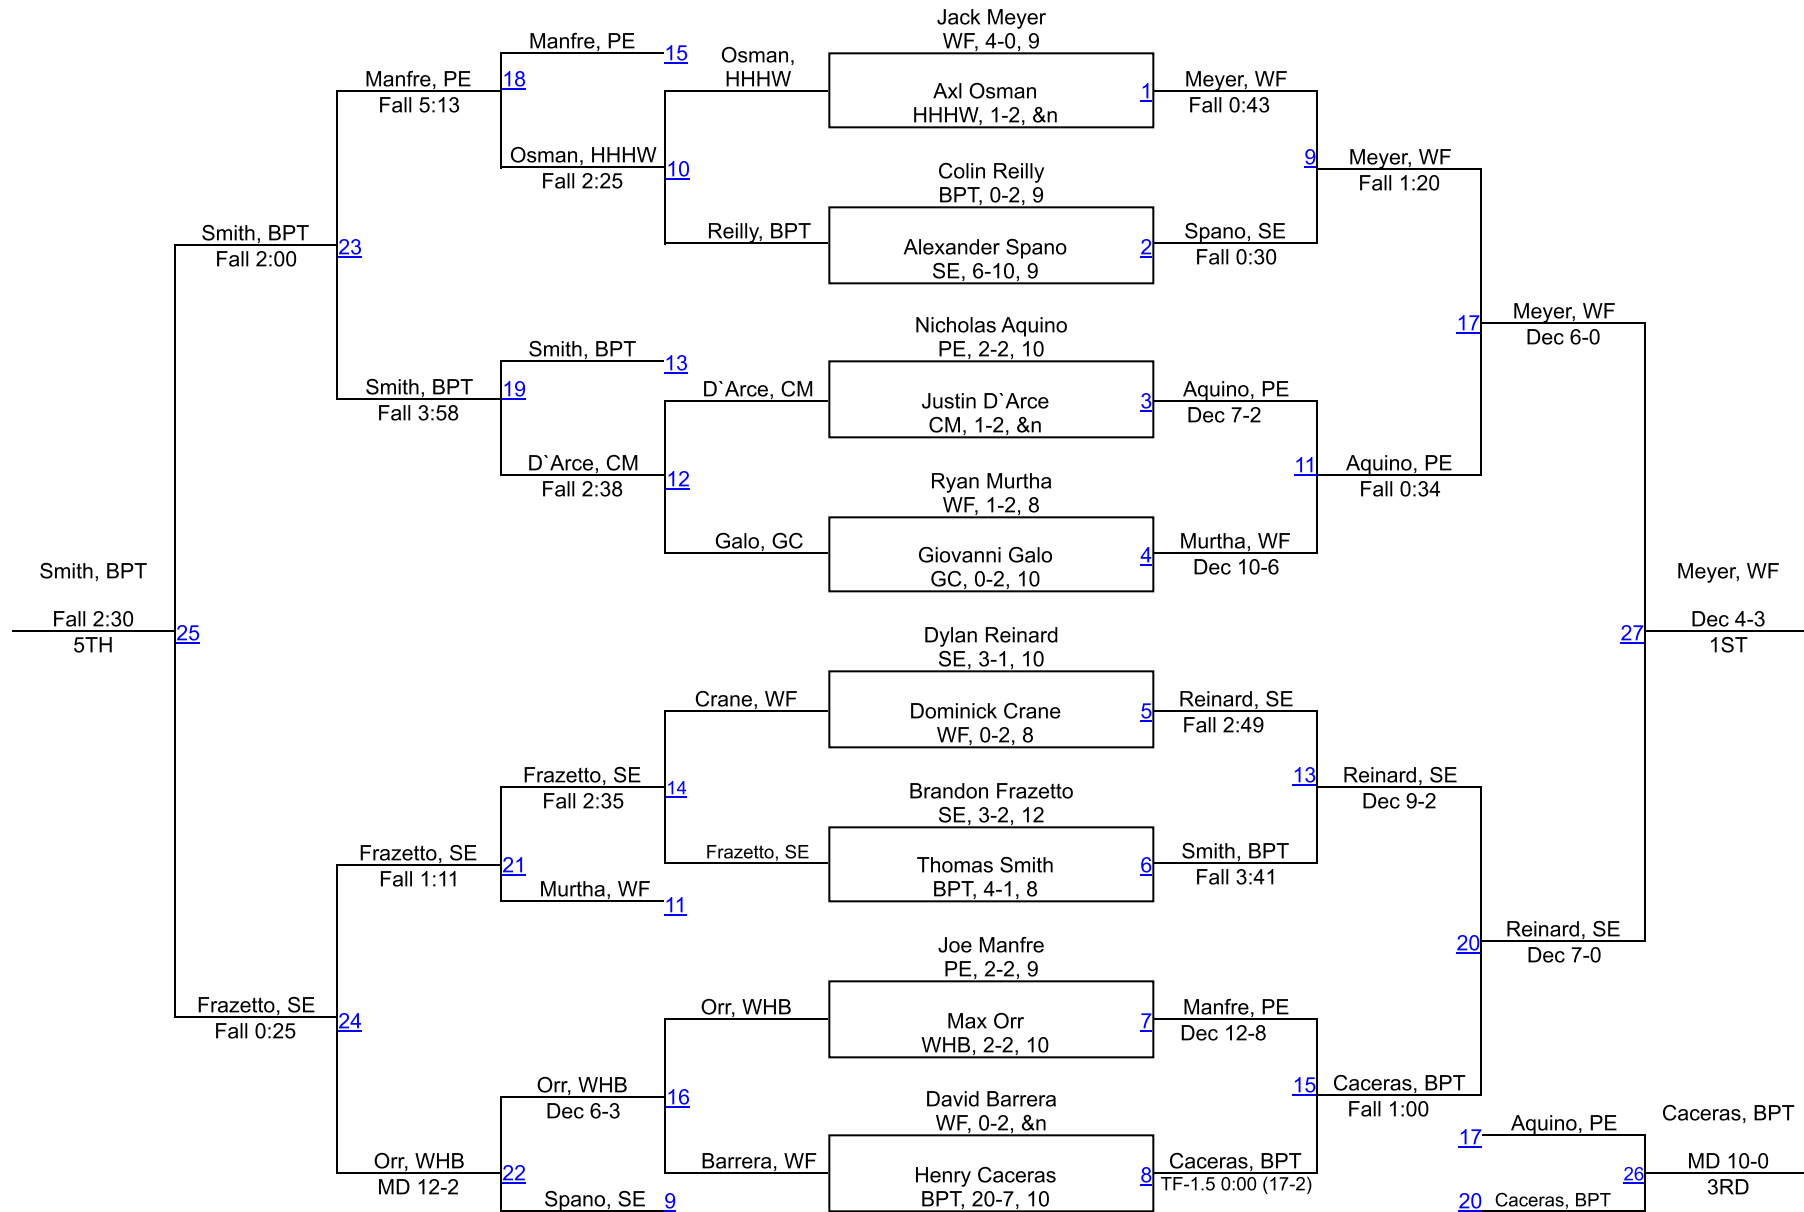 Jack Meyer
WF, 4-0, 9
Manfre, PE
15
Osman,
HHHW
Manfre, PE
18
Fall 5:13
Axl Osman
HHHW, 1-2, &n
1
Meyer, WF
Fall 0:43
Osman, HHHW
Fall 2:25
10
Colin Reilly
BPT, 0-2, 9
9
Meyer, WF
Fall 1:20
Smith, BPT
Fall 2:00
23
Reilly, BPT
Alexander Spano
SE, 6-10, 9
2
Spano, SE
Fall 0:30
Nicholas Aquino
PE, 2-2, 10
17
Meyer, WF
Dec 6-0
Smith, BPT
13
Smith, BPT
Fall 3:58
19
D`Arce, CM
Justin D`Arce
CM, 1-2, &n
3
Aquino, PE
Dec 7-2
D`Arce, CM
Fall 2:38
12
Ryan Murtha
WF, 1-2, 8
11
Aquino, PE
Fall 0:34
Galo, GC
Giovanni Galo
GC, 0-2, 10
4
Murtha, WF
Dec 10-6
Smith, BPT
Fall 2:30
5TH
25
Meyer, WF
27
Dec 4-3
1ST
Dylan Reinard
SE, 3-1, 10
Crane, WF
Dominick Crane
WF, 0-2, 8
5
Reinard, SE
Fall 2:49
Frazetto, SE
Fall 2:35
14
Brandon Frazetto
SE, 3-2, 12
13
Reinard, SE
Dec 9-2
Frazetto, SE
Fall 1:11
21
Frazetto, SE
Thomas Smith
BPT, 4-1, 8
6
Smith, BPT
Fall 3:41
Murtha, WF
11
Joe Manfre
PE, 2-2, 9
20
Reinard, SE
Dec 7-0
Frazetto, SE
Fall 0:25
24
Orr, WHB
Max Orr
WHB, 2-2, 10
7
Manfre, PE
Dec 12-8
Orr, WHB
Dec 6-3
16
David Barrera
WF, 0-2, &n
15
Caceras, BPT
Fall 1:00
Aquino, PE
17
Caceras, BPT
Orr, WHB
MD 12-2
22
Barrera, WF
Henry Caceras
BPT, 20-7, 10
8
Caceras, BPT
TF-1.5 0:00 (17-2)
26
MD 10-0
3RD
Spano, SE
9
20
Caceras, BPT